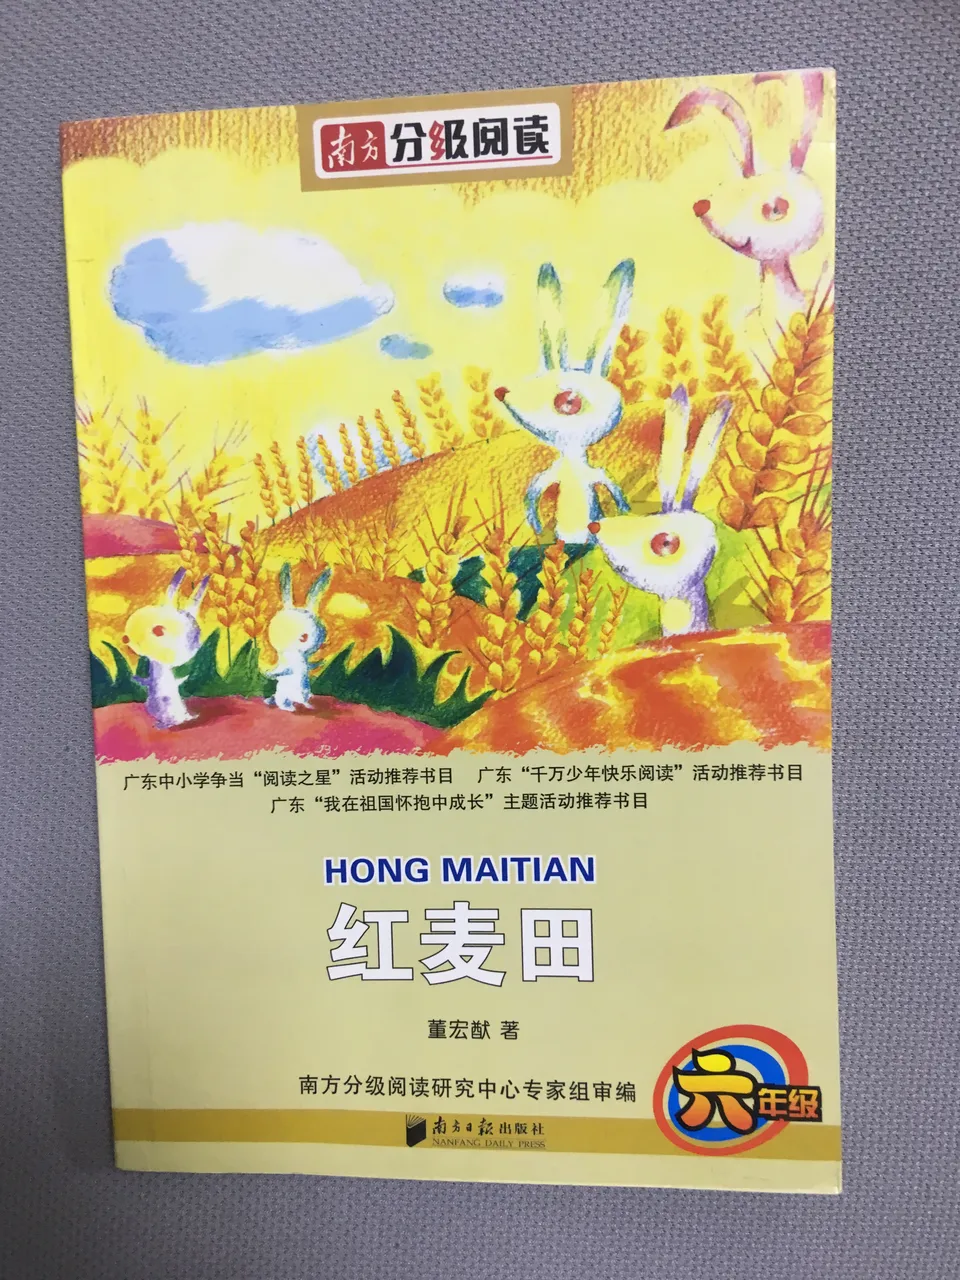 南方分级阅读
广东中小学争当“阅读之星”活动推荐书目 广东“千万少年快乐阅读”活动推荐书目
广东“我在祖国怀抱中成长”主题活动推荐书目
HONG MAITIAN
红麦田
董宏猷 著
南方分级阅读研究中心专家组审编
六年级
南方日报出版社
NANFANG DAILY PRESS